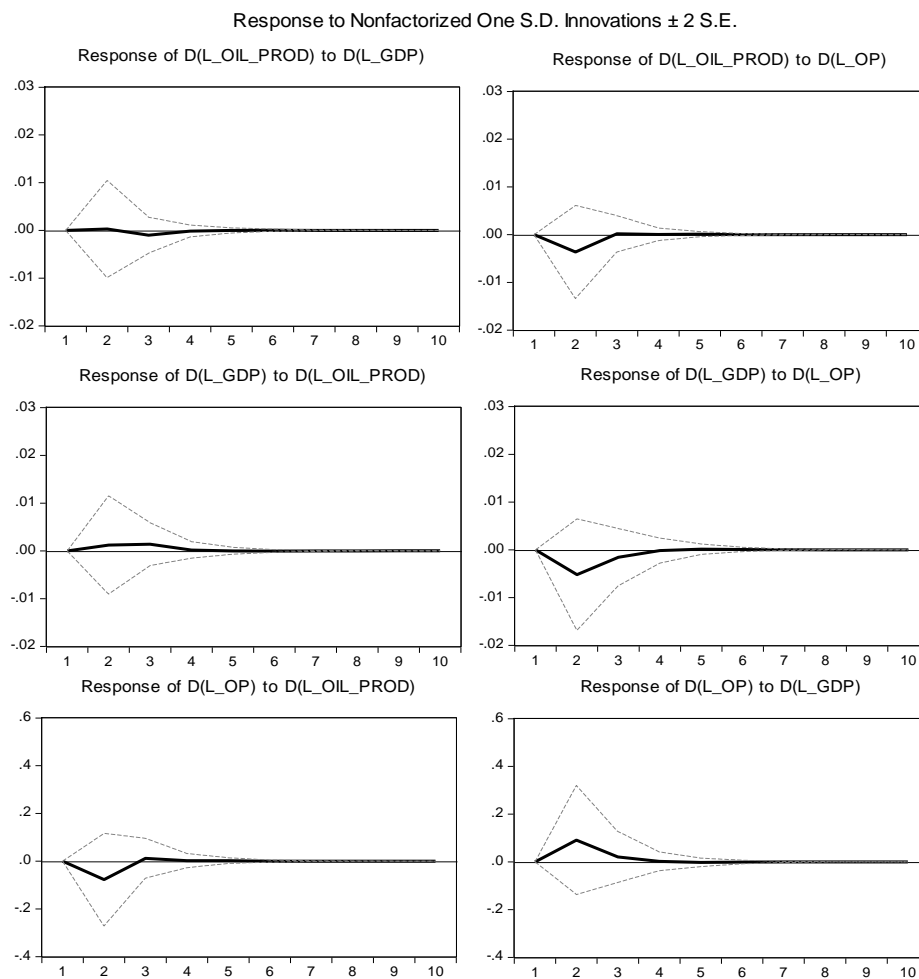 Response to Nonfactorized One S.D. Innovations ± 2 S.E.
Response of D(L_OIL_PROD) to D(L_GDP)
.03
.02
.01
.00
-.01
-.02
1 2 3 4 5 6 7 8 9 10
Response of D(L_OIL_PROD) to D(L_OP)
.03
.02
.01
.00
-.01
-.02
1 2 3 4 5 6 7 8 9 10
Response of D(L_GDP) to D(L_OIL_PROD)
.03
.02
.01
.00
-.01
-.02
1 2 3 4 5 6 7 8 9 10
Response of D(L_GDP) to D(L_OP)
.03
.02
.01
.00
-.01
-.02
1 2 3 4 5 6 7 8 9 10
Response of D(L_OP) to D(L_OIL_PROD)
.6
.4
.2
.0
-.2
-.4
1 2 3 4 5 6 7 8 9 10
Response of D(L_OP) to D(L_GDP)
.6
.4
.2
.0
-.2
-.4
1 2 3 4 5 6 7 8 9 10